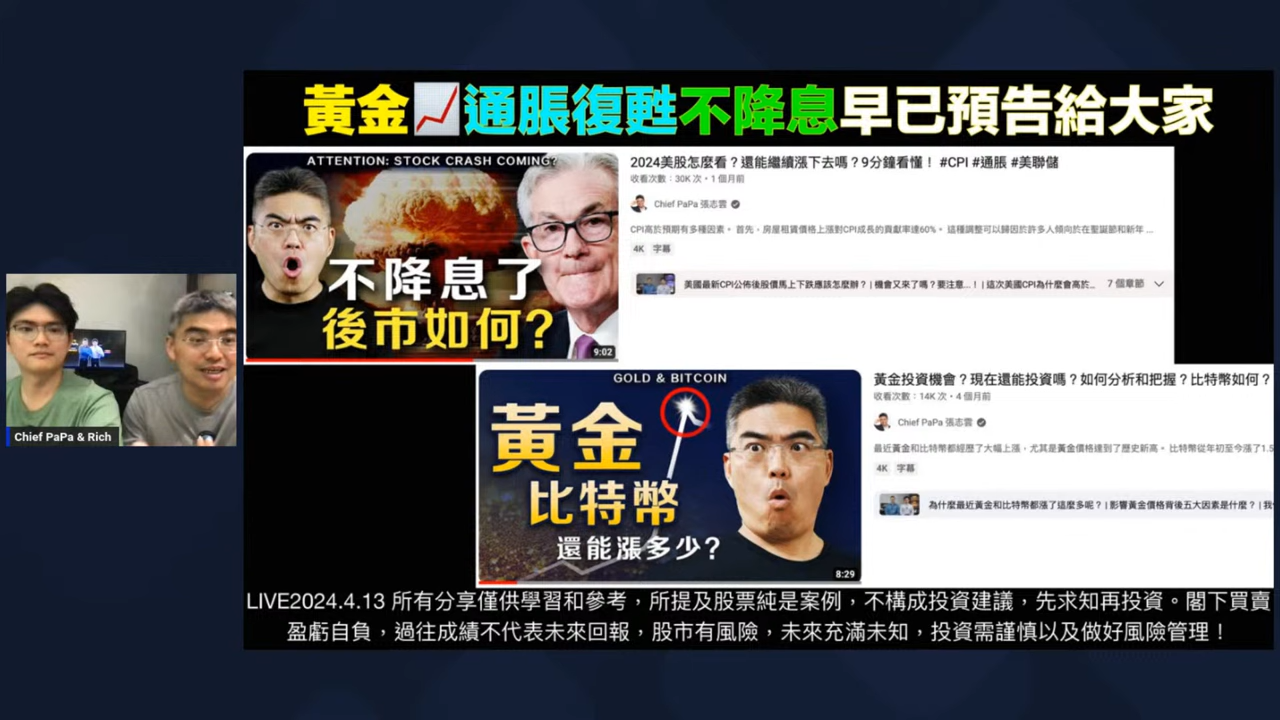 黃金📈通脹復甦不降息早已預告給大家
ATTENTION: STOCK CRASH COMING?
不降息了
後市如何?
9:02
2024美股怎麼看？還能繼續漲下去嗎？9分鐘看懂！ #CPI #通脹 #美聯儲
收看次數：30K 次・1 個月前
Chief PaPa 張志雲
CPI高於預期有多種因素。 首先，房屋租賃價格上漲對CPI成長的貢獻率達60%。 這種調整可以歸因於許多人傾向於在聖誕節和新年 ...
4K 字幕
美國最新CPI公佈後股價馬上下跌應該怎麼辦？ | 機會又來了嗎？要注意...！ | 這次美國CPI為什麼會高於...
7 個章節
GOLD & BITCOIN
黃金
比特幣
還能漲多少?
8:29
黃金投資機會？現在還能投資嗎？如何分析和把握？比特幣如何？
收看次數：14K 次・4 個月前
Chief PaPa 張志雲
最近黃金和比特幣都經歷了大幅上漲，尤其是黃金價格達到了歷史新高。 比特幣從年初至今漲了1.5
4K 字幕
為什麼最近黃金和比特幣都漲了這麼多呢？ | 影響黃金價格背後五大因素是什麼？ | 我
Chief PaPa & Rich
LIVE2024.4.13 所有分享僅供學習和參考，所提及股票純是案例，不構成投資建議，先求知再投資。閣下買賣
盈虧自負，過往成績不代表未來回報，股市有風險，未來充滿未知，投資需謹慎以及做好風險管理！